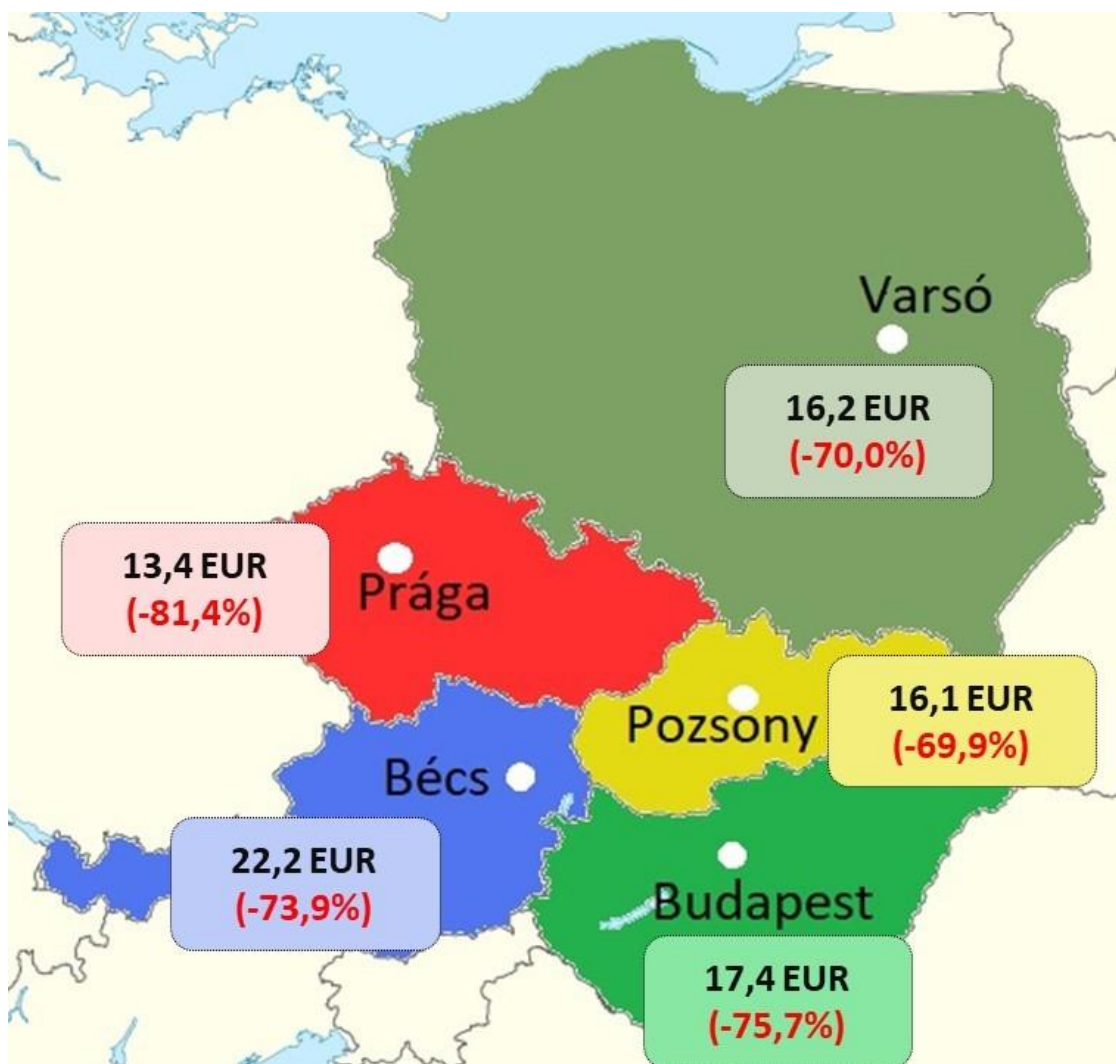 Varsó
16,2 EUR
(-70,0%)
13,4 EUR
(-81,4%)
Prága
Pozsony
16,1 EUR
(-69,9%)
Bécs
22,2 EUR
(-73,9%)
Budapest
17,4 EUR
(-75,7%)